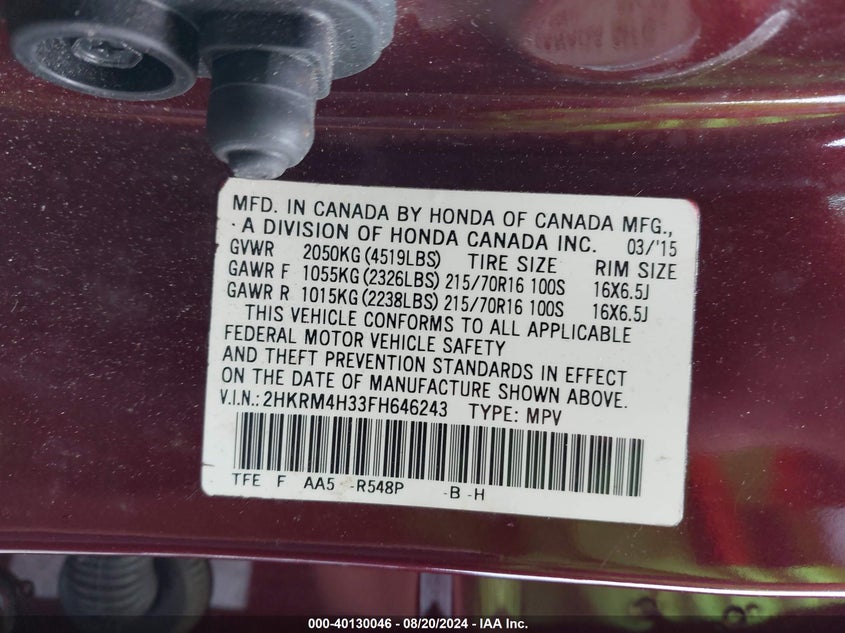 MFD. IN CANADA BY HONDA OF CANADA MFG.,
A DIVISION OF HONDA CANADA INC. 03/'15
GVWR 2050KG (4519LBS) TIRE SIZE RIM SIZE
GAWR F 1055KG (2326LBS) 215/70R16 100S 16X6.5J
GAWR R 1015KG (2238LBS) 215/70R16 100S 16X6.5J
THIS VEHICLE CONFORMS TO ALL APPLICABLE
FEDERAL MOTOR VEHICLE SAFETY
AND THEFT PREVENTION STANDARDS IN EFFECT
ON THE DATE OF MANUFACTURE SHOWN ABOVE.
V.I.N.: 2HKRM4H33FH646243 TYPE: MPV
TFE F AA5 -R548P -B -H
000-40130046 - 08/20/2024 - IAA Inc.